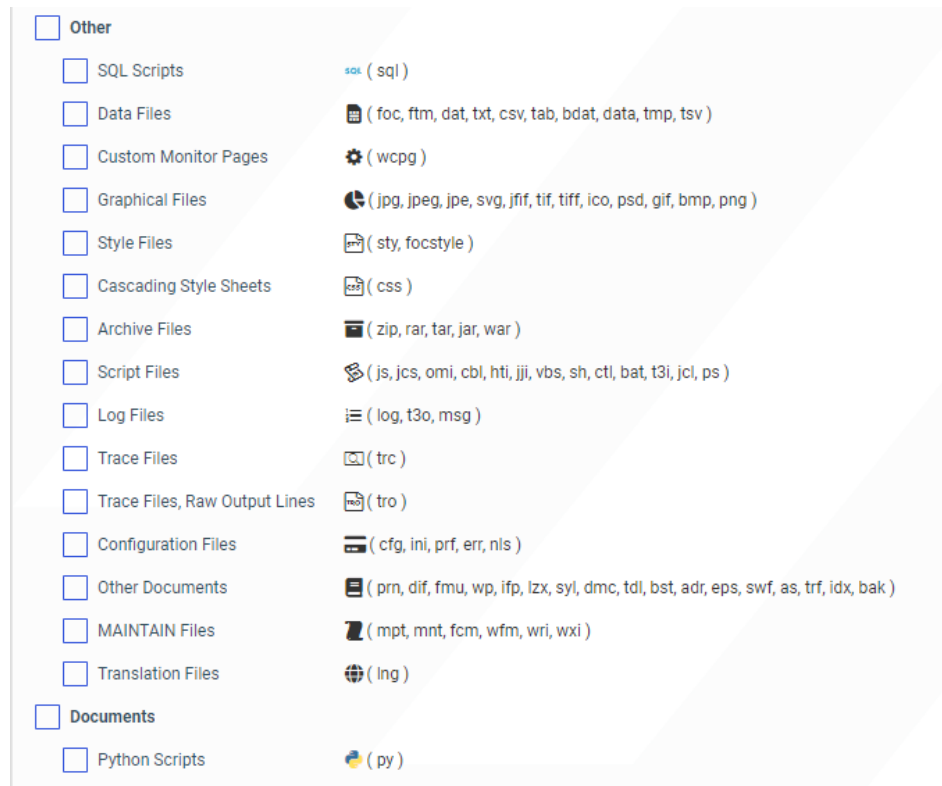 Other
SQL Scripts SQL ( sql )
Data Files ( foc, ftm, dat, txt, csv, tab, bdat, data, tmp, tsv )
Custom Monitor Pages ( wcpg )
Graphical Files ( jpg, jpeg, jpe, svg, jfif, tif, tiff, ico, psd, gif, bmp, png )
Style Files STY ( sty, focstyle )
Cascading Style Sheets CSS ( css )
Archive Files ( zip, rar, tar, jar, war )
Script Files ( js, jcs, omi, cbl, hti, jji, vbs, sh, ctl, bat, t3i, jcl, ps )
Log Files ( log, t3o, msg )
Trace Files ( trc )
Trace Files, Raw Output Lines TRO ( tro )
Configuration Files ( cfg, ini, prf, err, nls )
Other Documents ( prn, dif, fmu, wp, ifp, lzx, syl, dmc, tdl, bst, adr, eps, swf, as, trf, idx, bak )
MAINTAIN Files ( mpt, mnt, fcm, wfm, wri, wxi )
Translation Files ( lng )
Documents
Python Scripts ( py )